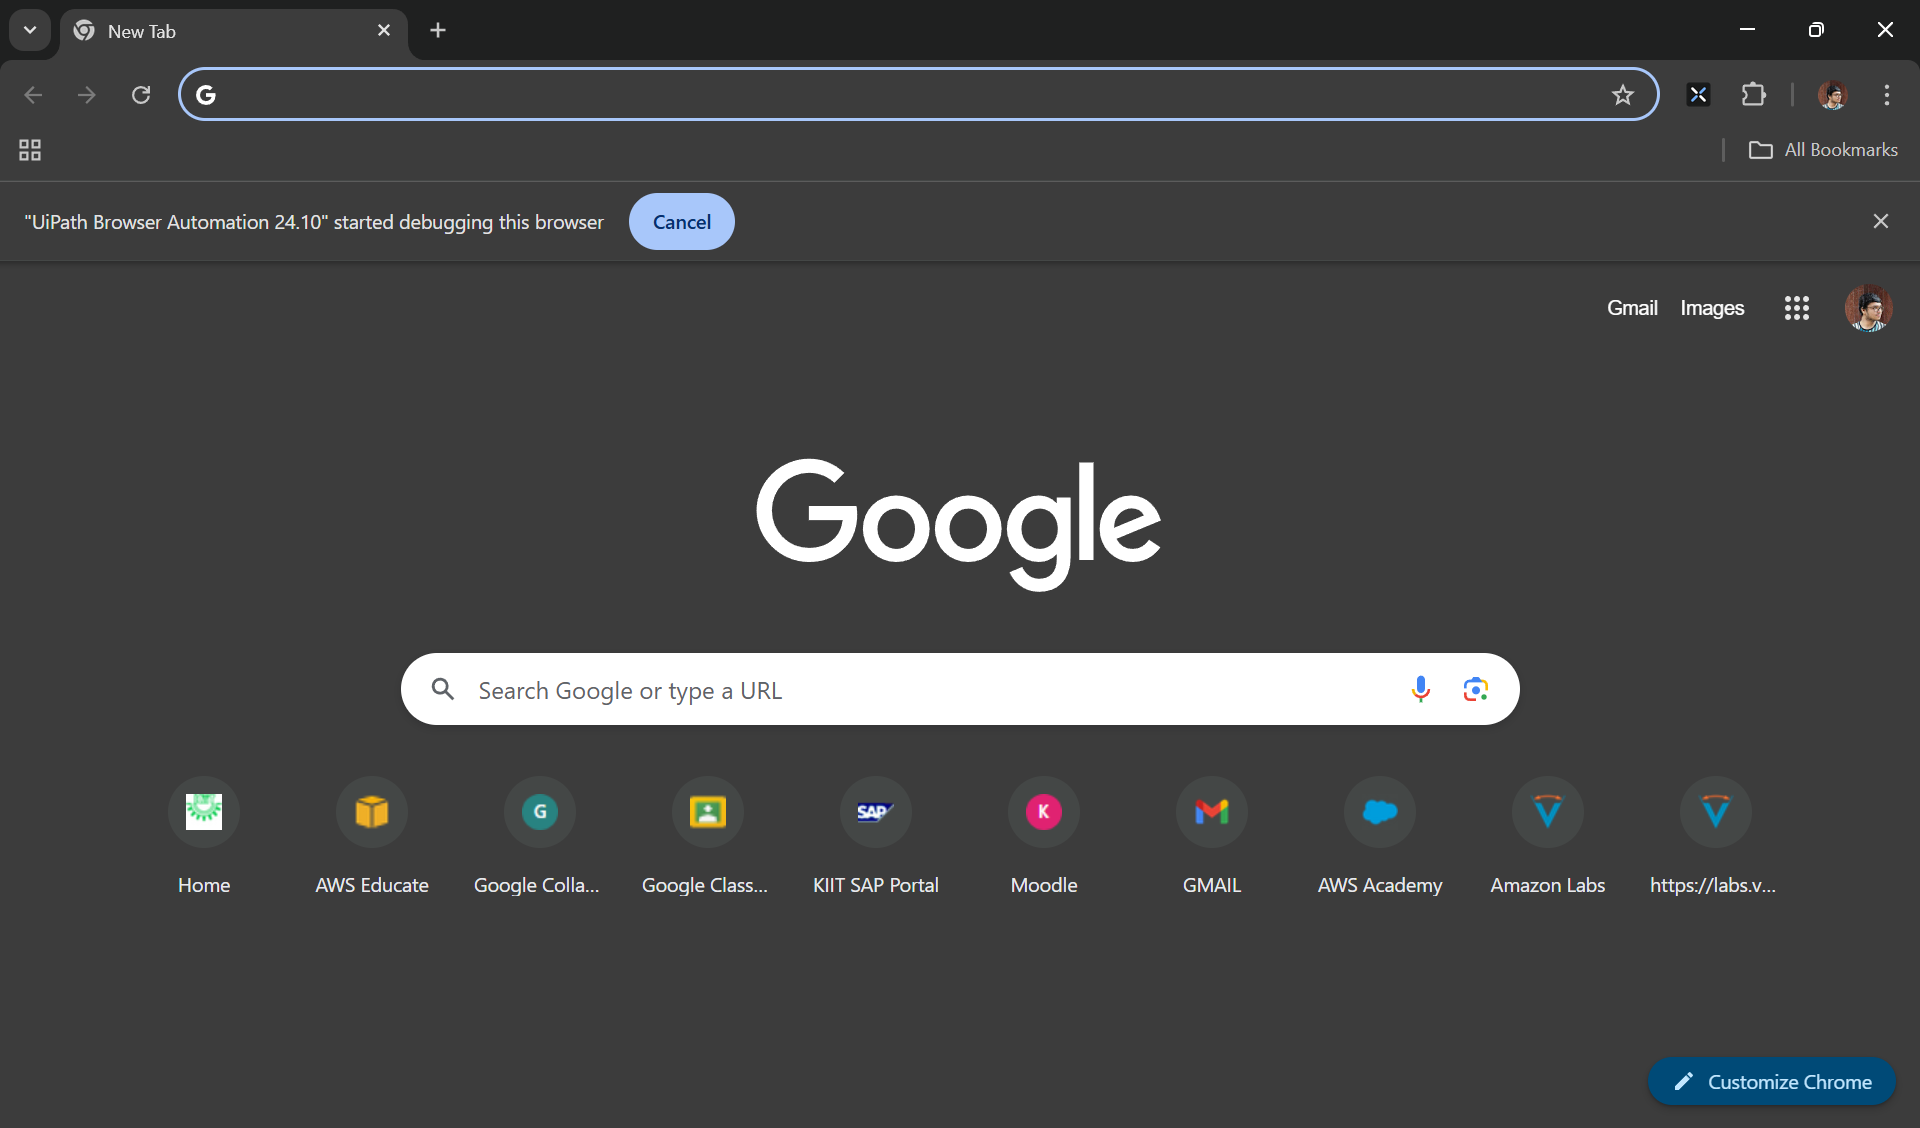 New Tab
All Bookmarks
"UiPath Browser Automation 24.10" started debugging this browser
Cancel
Gmail
Images
Google
Search Google or type a URL
G
SAP
K
Home
AWS Educate
Google Colla...
Google Class...
KIIT SAP Portal
Moodle
GMAIL
AWS Academy
Amazon Labs
https://labs.v...
Customize Chrome